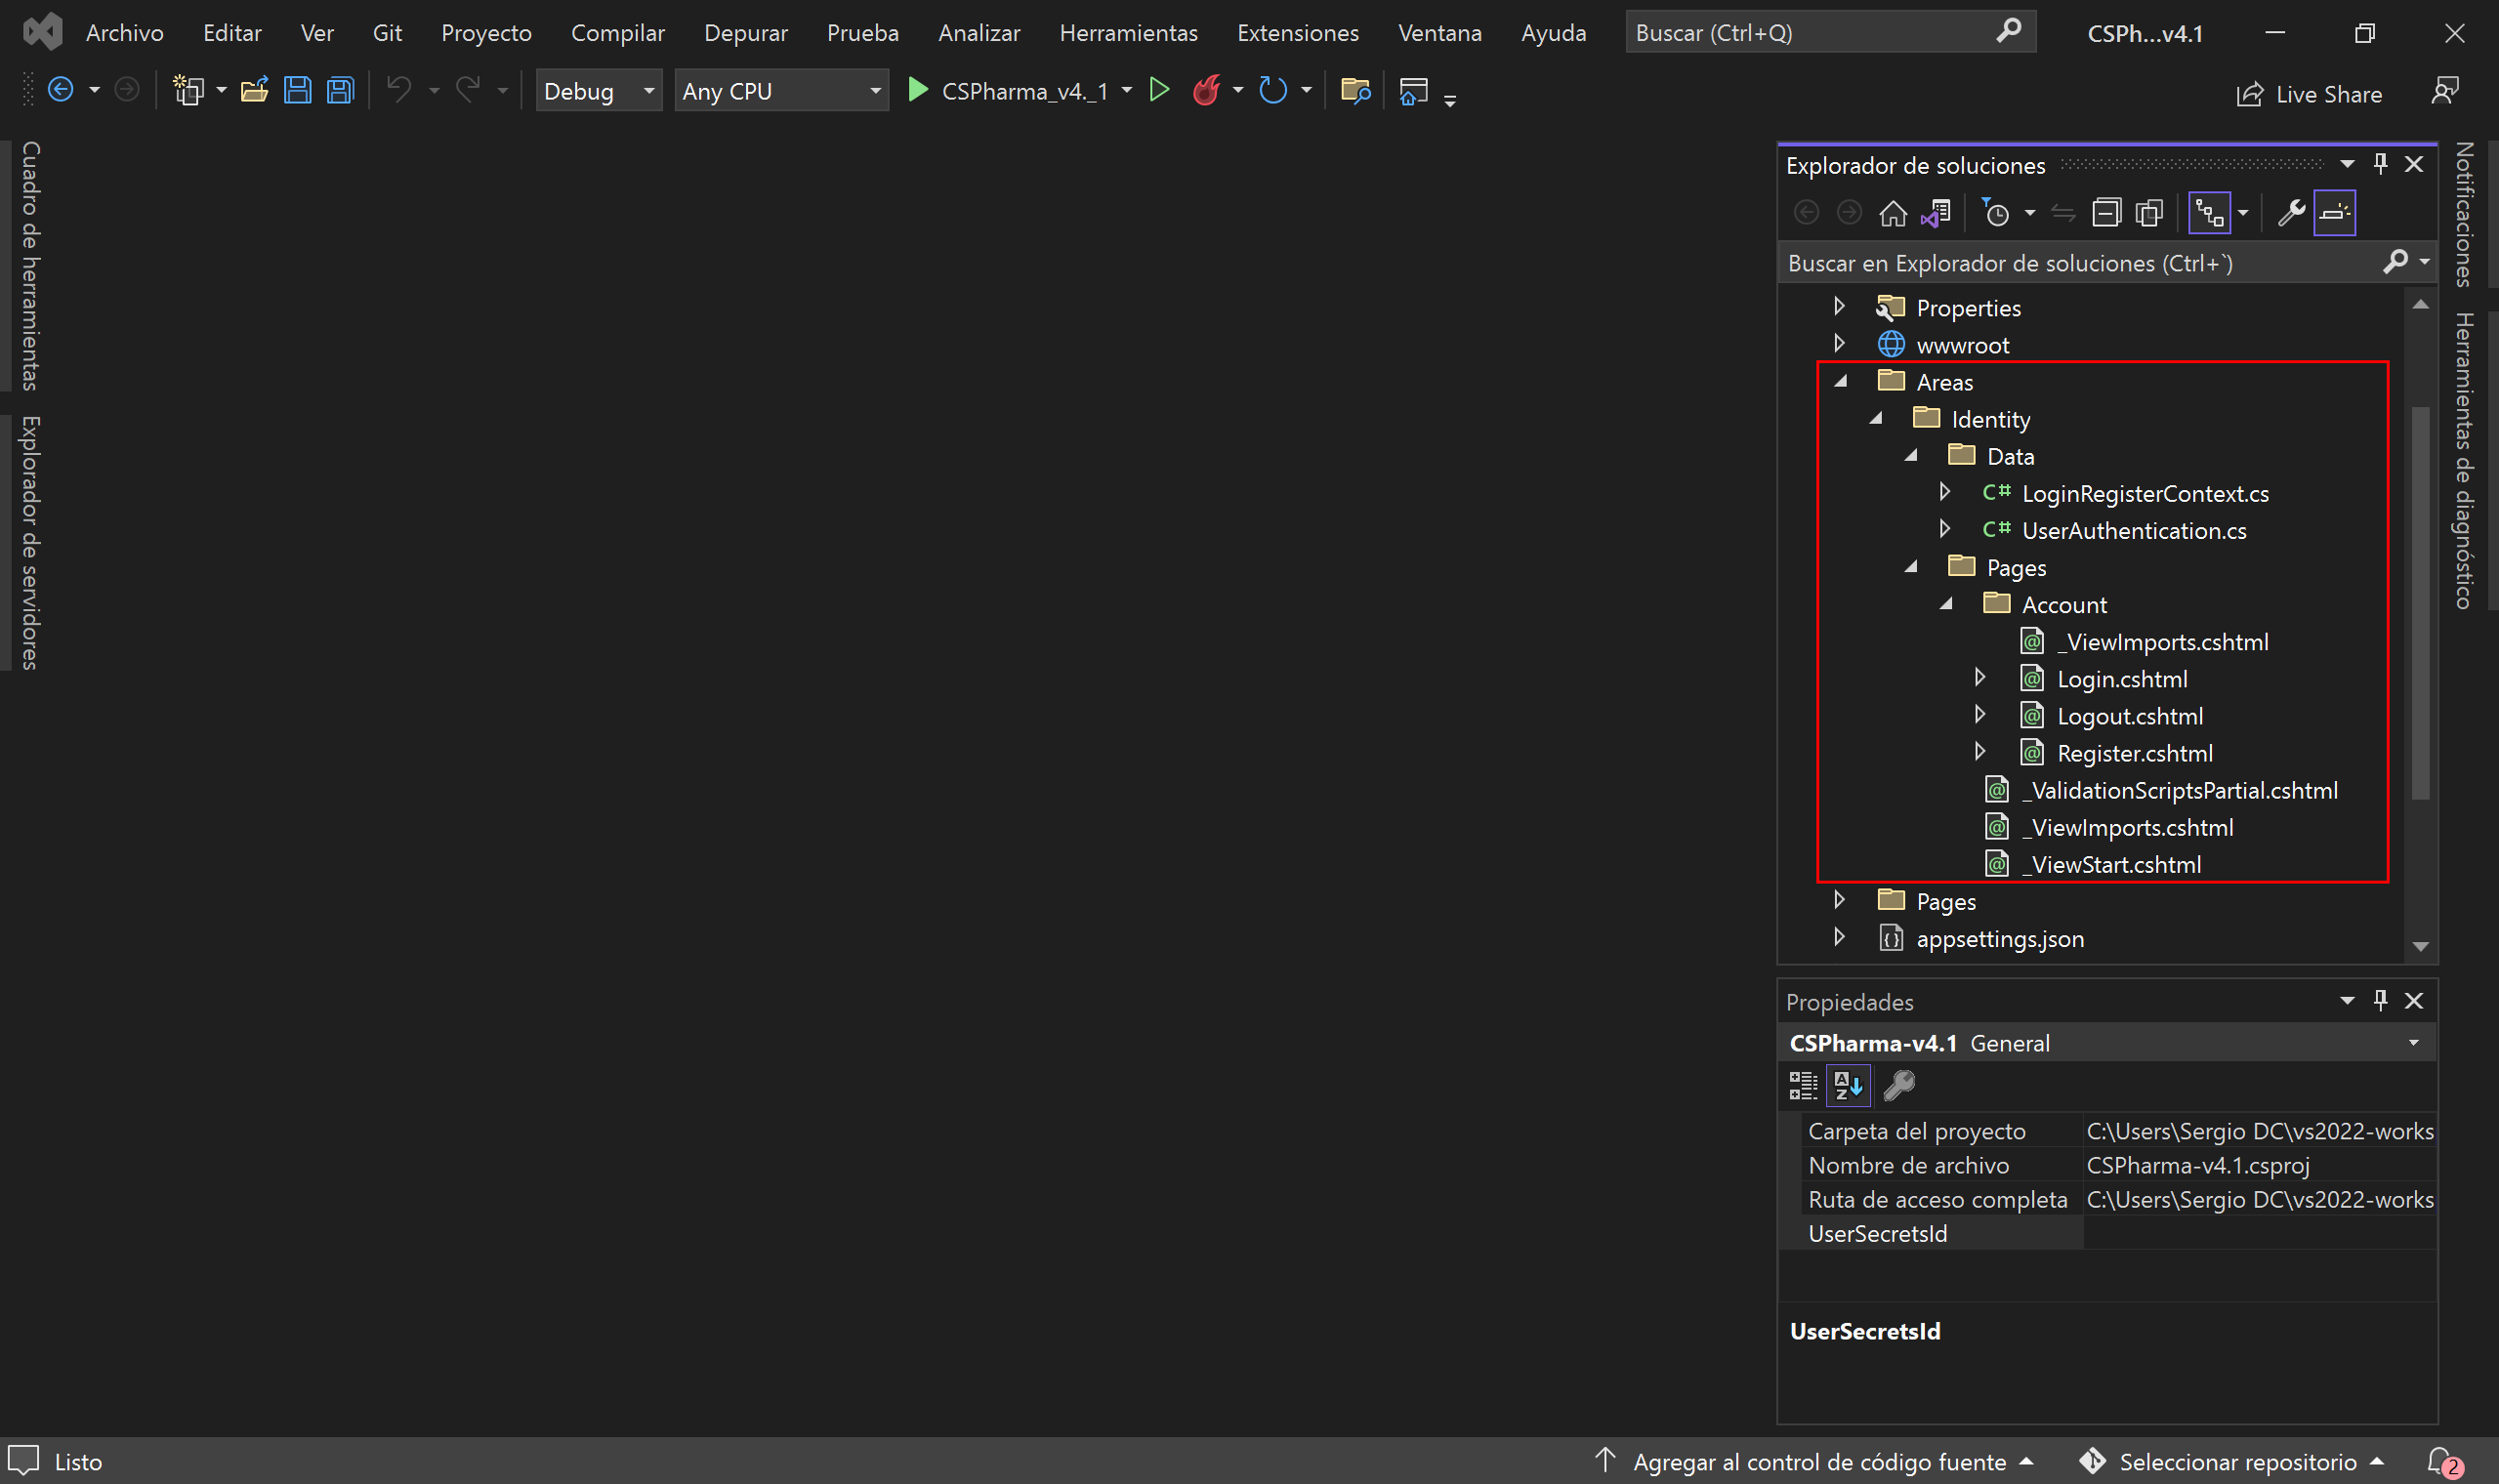 Archivo Editar Ver Git Proyecto Compilar Depurar Prueba Analizar Herramientas Extensiones Ventana Ayuda Buscar (Ctrl+Q) CSPh...v4.1
Debug Any CPU CSPharma_v4._1 Live Share
Cuadro de herramientas
Explorador de servidores
Explorador de soluciones
Buscar en Explorador de soluciones (Ctrl+`)
Properties
wwwroot
Areas
Identity
Data
C# LoginRegisterContext.cs
C# UserAuthentication.cs
Pages
Account
_ViewImports.cshtml
Login.cshtml
Logout.cshtml
Register.cshtml
_ValidationScriptsPartial.cshtml
_ViewImports.cshtml
_ViewStart.cshtml
Pages
appsettings.json
Propiedades
CSPharma-v4.1 General
Carpeta del proyecto C:\Users\Sergio DC\vs2022-works
Nombre de archivo CSPharma-v4.1.csproj
Ruta de acceso completa C:\Users\Sergio DC\vs2022-works
UserSecretsId
UserSecretsId
Notificaciones
Herramientas de diagnóstico
Listo Agregar al control de código fuente Seleccionar repositorio 2